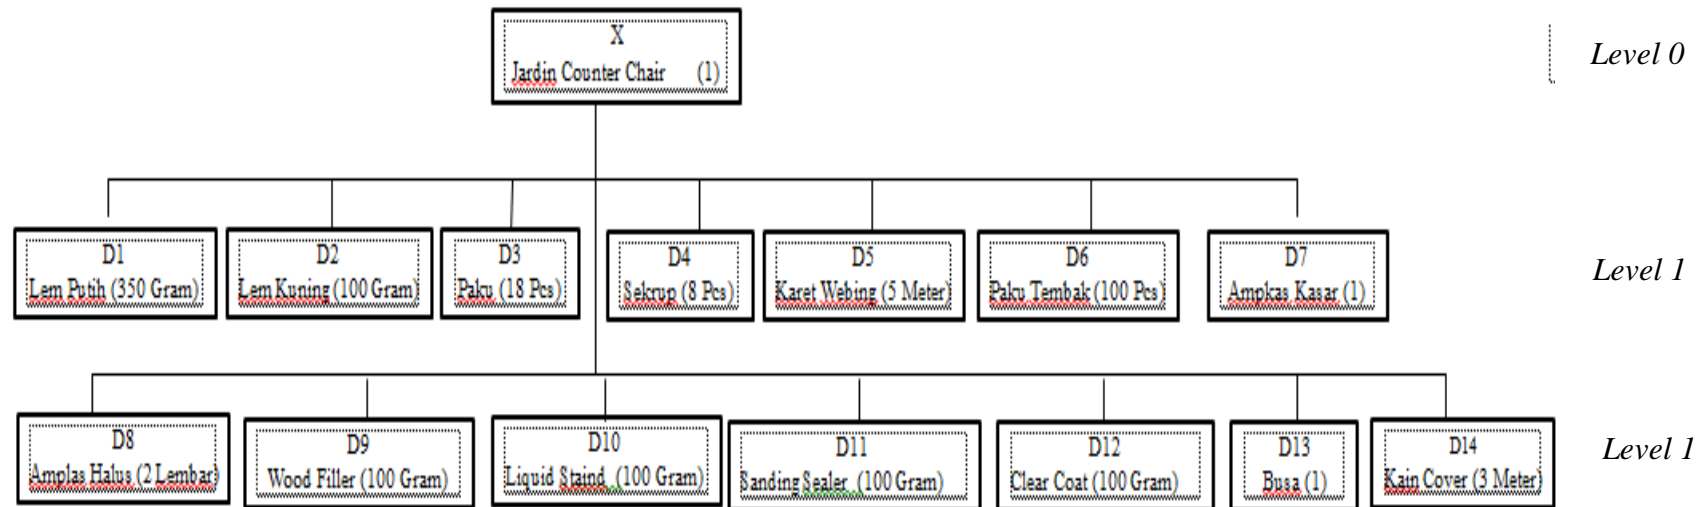 X
Jardin Counter Chair (1)
Level 0
D1
Lem Putih (350 Gram)
D2
Lem Kuning (100 Gram)
D3
Paku (18 Pcs)
D4
Sekrup (8 Pcs)
D5
Karet Webing (5 Meter)
D6
Paku Tembak (100 Pcs)
D7
Ampkas Kasar (1)
Level 1
D8
Amplas Halus (2 Lembar)
D9
Wood Filler (100 Gram)
D10
Liquid Staind (100 Gram)
D11
Sanding Sealer (100 Gram)
D12
Clear Coat (100 Gram)
D13
Busa (1)
D14
Kain Cover (3 Meter)
Level 1